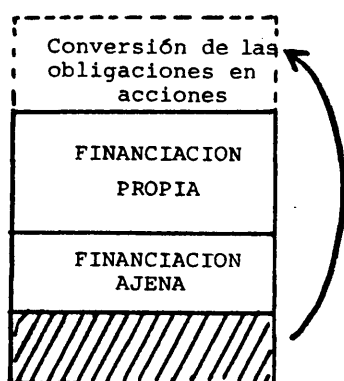 Conversión de las
obligaciones en
acciones
FINANCIACION
PROPIA
FINANCIACION
AJENA